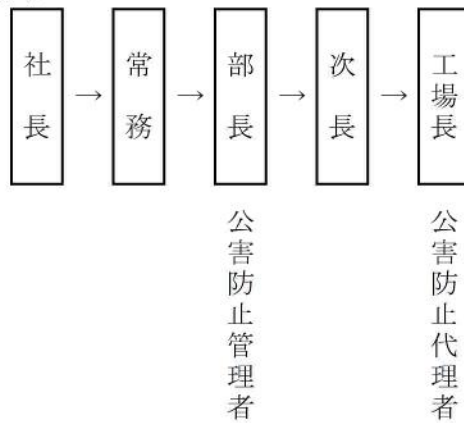 社長 → 常務 → 部長 → 次長 → 工場長
公害防止管理者
公害防止代理者